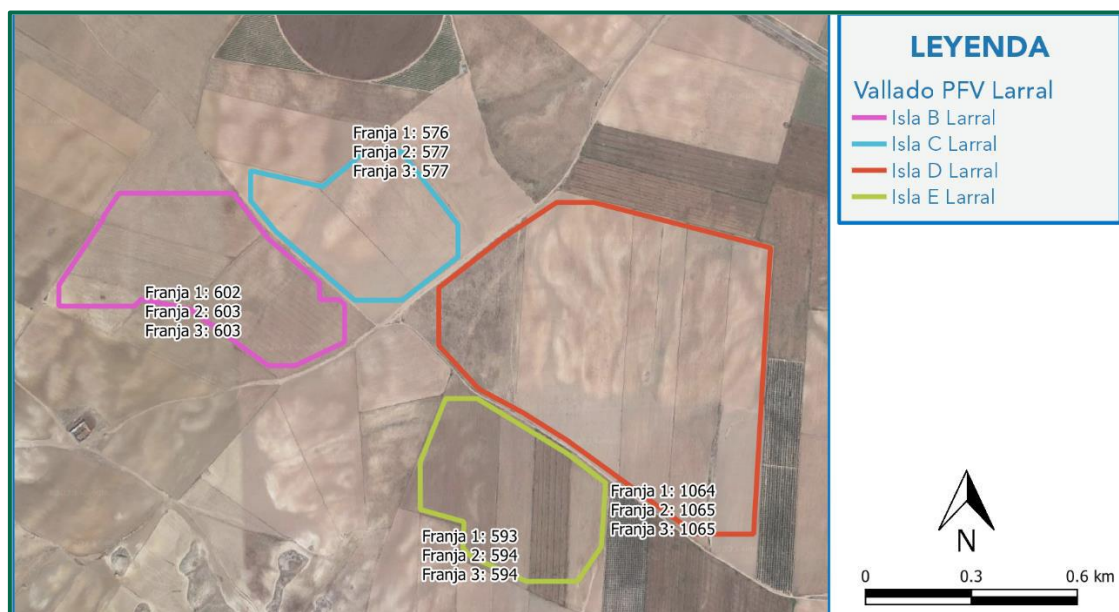 Franja 1: 576
Franja 2: 577
Franja 3: 577
Franja 1: 602
Franja 2: 603
Franja 3: 603
Franja 1: 1064
Franja 2: 1065
Franja 3: 1065
Franja 1: 593
Franja 2: 594
Franja 3: 594
LEYENDA
Vallado PFV Larral
Isla B Larral
Isla C Larral
Isla D Larral
Isla E Larral
N
0 0.3 0.6 km